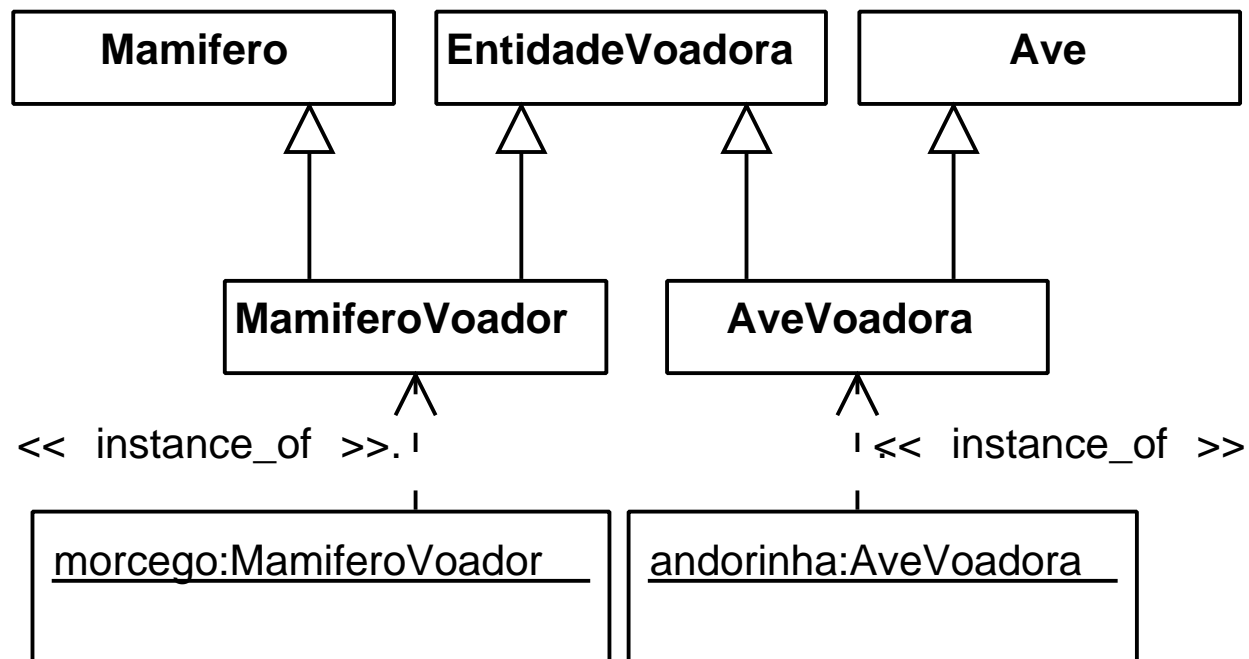 Mamifero
EntidadeVoadora
Ave
MamiferoVoador
AveVoadora
<< instance_of >>.
<< instance_of >>
morcego:MamiferoVoador
andorinha:AveVoadora